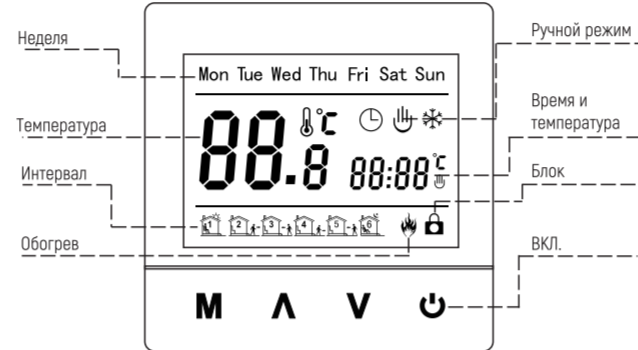 Неделя
Ручной режим
Mon Tue Wed Thu Fri Sat Sun
Температура
88.8 °C
88:88 °C
Время и
температура
Интервал
Блок
1 2 3 4 5 6
Обогрев
ВКЛ.
M Λ V